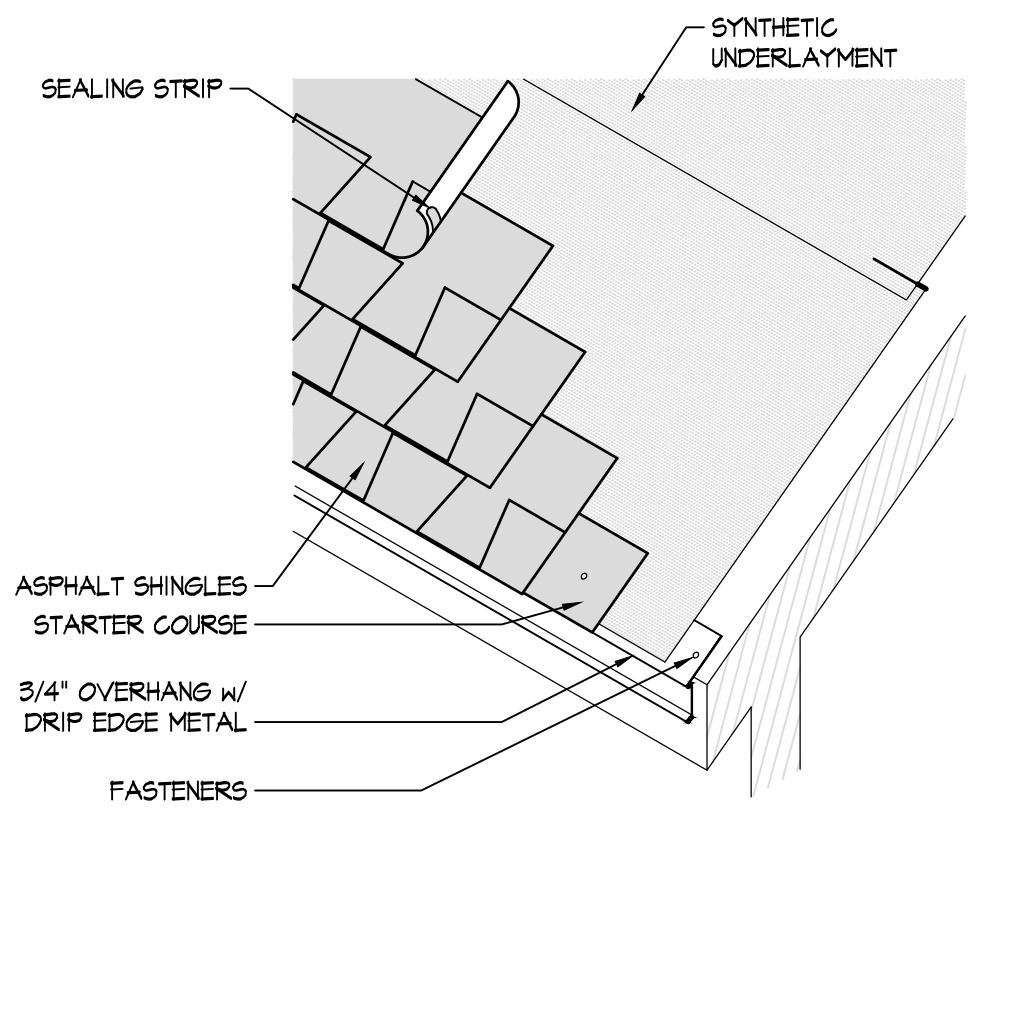 SYNTHETIC
UNDERLAYMENT
SEALING STRIP
ASPHALT SHINGLES
STARTER COURSE
3/4" OVERHANG w/
DRIP EDGE METAL
FASTENERS